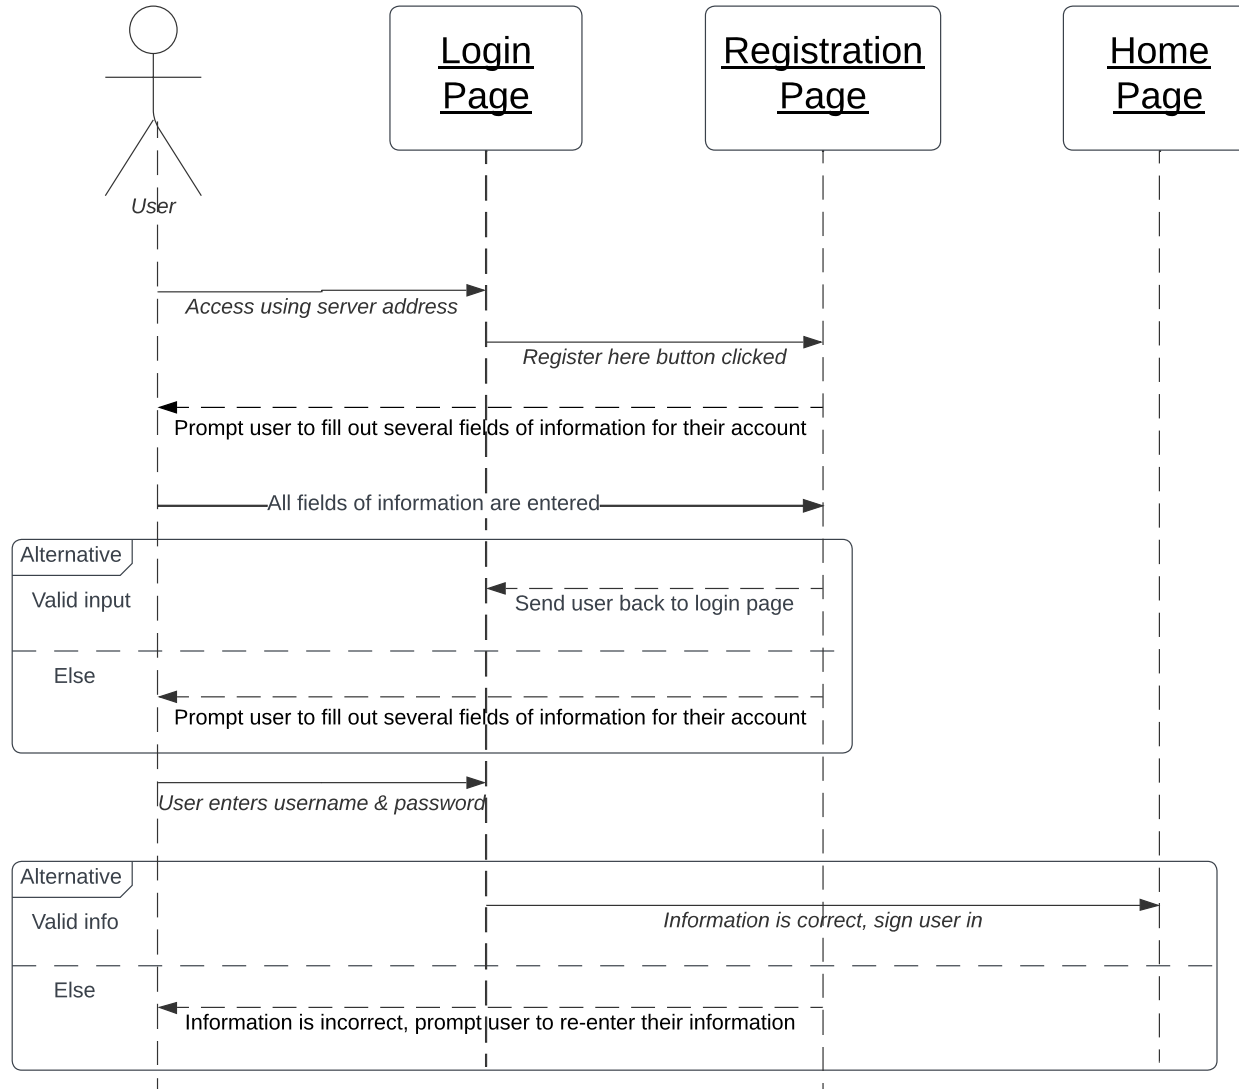 Login
Page
Registration
Page
Home
Page
User
Access using server address
Register here button clicked
Prompt user to fill out several fields of information for their account
All fields of information are entered
Alternative
Valid input
Send user back to login page
Else
Prompt user to fill out several fields of information for their account
User enters username & password
Alternative
Valid info
Information is correct, sign user in
Else
Information is incorrect, prompt user to re-enter their information